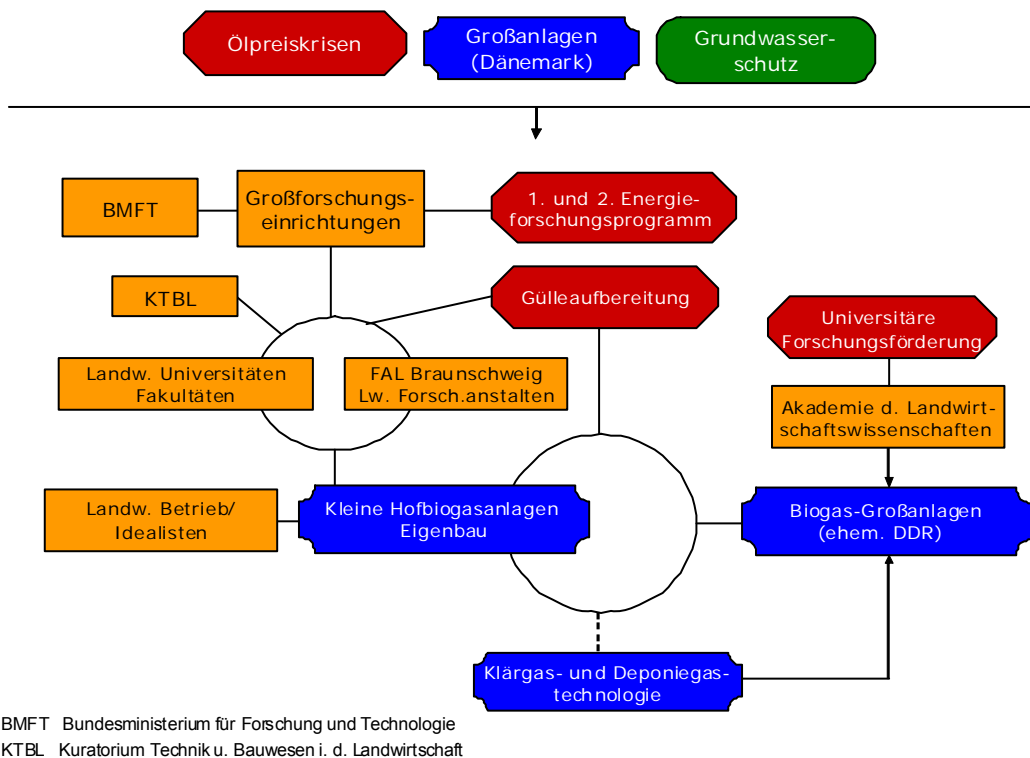 Ölpreiskrisen
Großanlagen
(Dänemark)
Grundwasser-
schutz
BMFT
Großforschungs-
einrichtungen
1. und 2. Energie-
forschungsprogramm
KTBL
Gülleaufbereitung
Universitäre
Forschungsförderung
Landw. Universitäten
Fakultäten
FAL Braunschweig
Lw. Forsch.anstalten
Akademie d. Landwirt-
schaftswissenschaften
Landw. Betrieb/
Idealisten
Kleine Hofbiogasanlagen
Eigenbau
Biogas-Großanlagen
(ehem. DDR)
Klärgas- und Deponiegas-
technologie
BMFT Bundesministerium für Forschung und Technologie
KTBL Kuratorium Technik u. Bauwesen i. d. Landwirtschaft